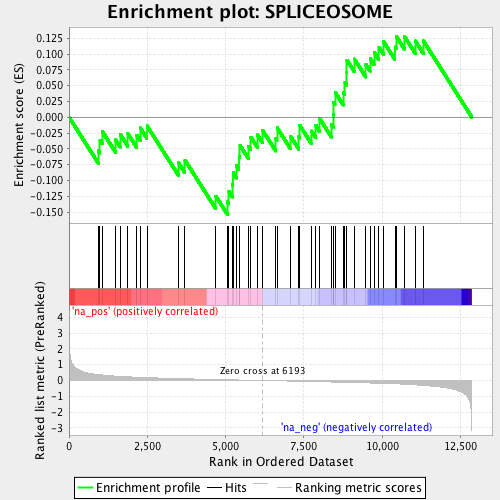 Enrichment plot: SPLICEOSOME
Enrichment score (ES)
0.125
0.100
0.075
0.050
0.025
0.000
-0.025
-0.050
-0.075
-0.100
-0.125
-0.150
'na_pos' (positively correlated)
Ranked list metric (PreRanked)
4
3
2
1
0
-1
-2
-3
Zero cross at 6193
'na_neg' (negatively correlated)
0
2,500
5,000
7,500
10,000
12,500
Rank in Ordered Dataset
Enrichment profile
Hits
Ranking metric scores